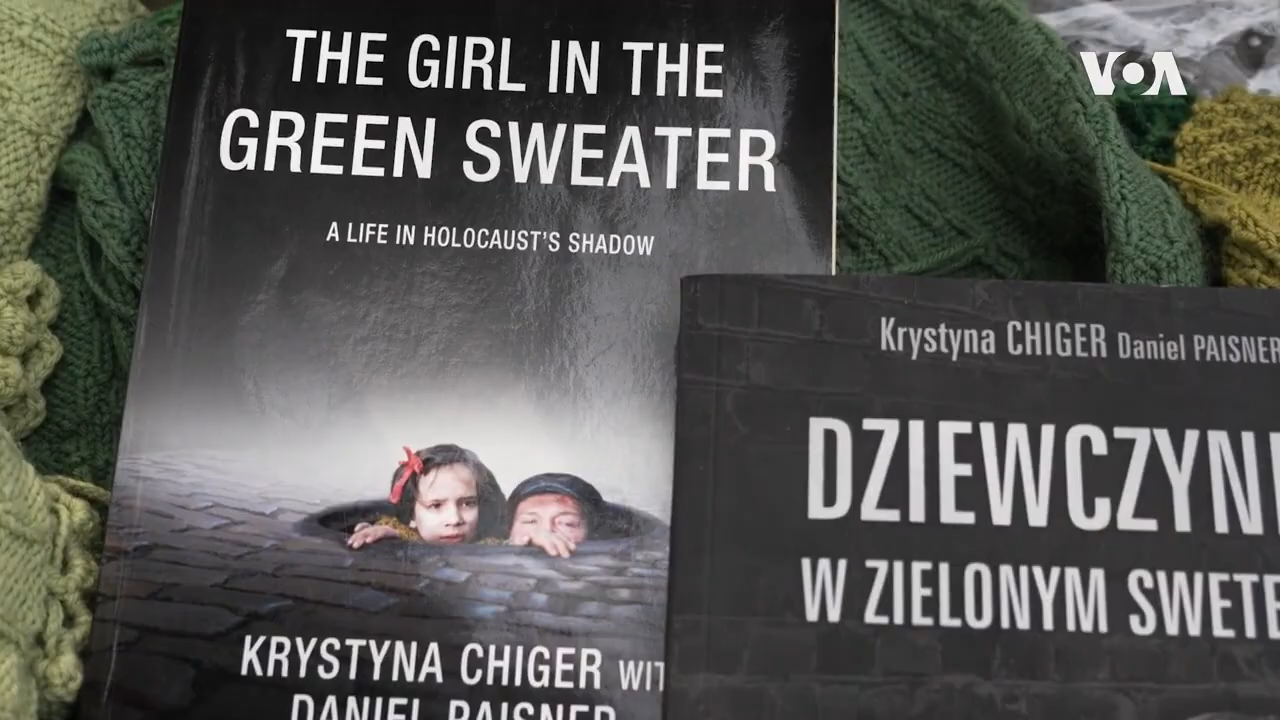 VOA
THE GIRL IN THE
GREEN SWEATER
A LIFE IN HOLOCAUST'S SHADOW
KRYSTYNA CHIGER WIT
DANIEL PAISNER
Krystyna CHIGER Daniel PAISNER
DZIEWCZYN
W ZIELONYM SWETE